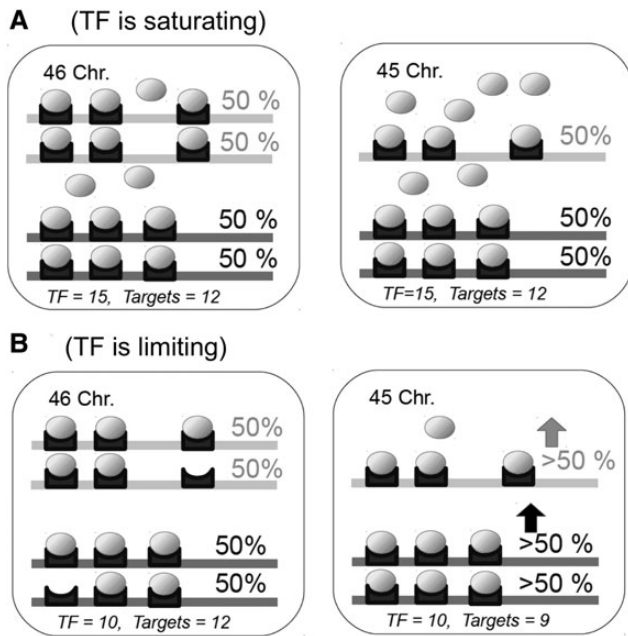 A (TF is saturating)
46 Chr.
50 %
50 %
50 %
50 %
TF = 15, Targets = 12
45 Chr.
50%
50%
50%
TF=15, Targets = 12
B (TF is limiting)
46 Chr.
50%
50%
50%
50%
TF = 10, Targets = 12
45 Chr.
>50 %
>50 %
>50 %
TF = 10, Targets = 9